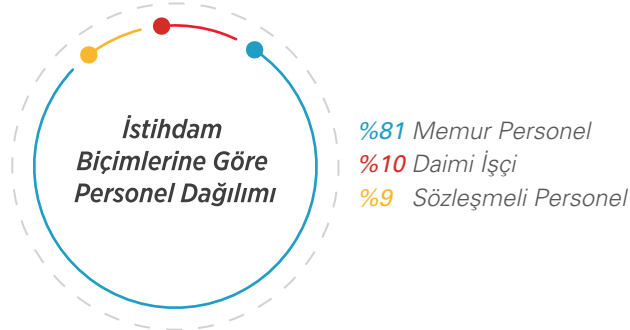 İstihdam
Biçimlerine Göre
Personel Dağılımı
%81 Memur Personel
%10 Daimi İşçi
%9 Sözleşmeli Personel